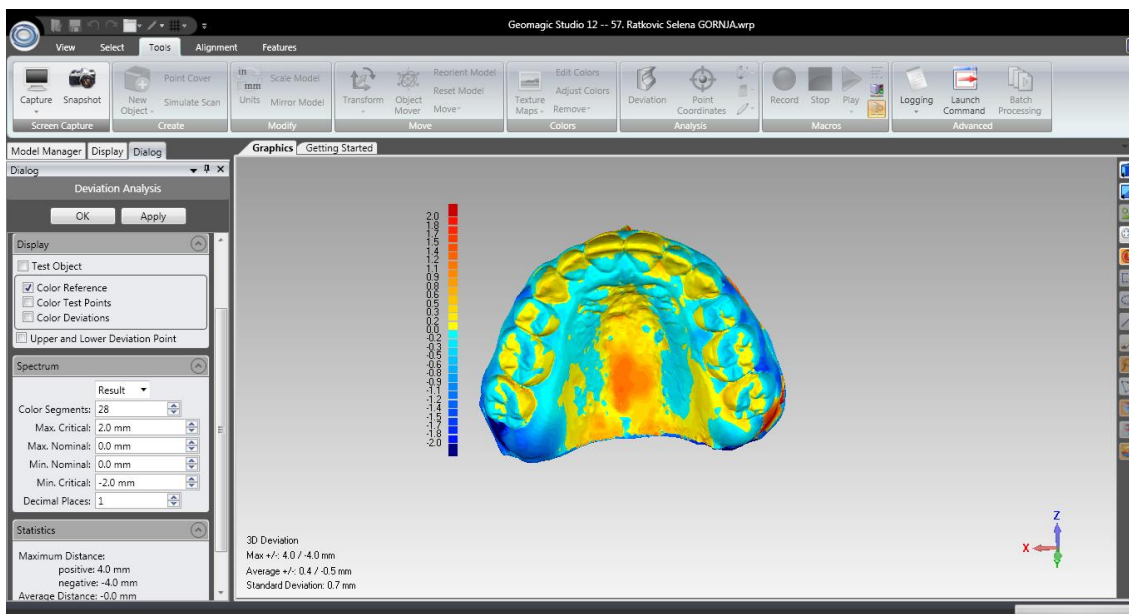 Geomagic Studio 12 -- 57. Ratkovic Selena GORNJA.wrp
View Select Tools Alignment Features
Capture
Snapshot
Screen Capture
New Object
Point Cover
Simulate Scan
Create
in mm
Units
Scale Model
Mirror Model
Modify
Transform
Object Mover
Reorient Model
Reset Model
Move
Move
Texture Maps
Edit Colors
Adjust Colors
Remove
Colors
Deviation
Point Coordinates
Analysis
Record
Stop
Play
Macros
Logging
Launch Command
Batch Processing
Advanced
Model Manager Display Dialog
Graphics Getting Started
Dialog
Deviation Analysis
OK Apply
Display
Test Object
Color Reference
Color Test Points
Color Deviations
Upper and Lower Deviation Point
Spectrum
Result
Color Segments: 28
Max. Critical: 2.0 mm
Max. Nominal: 0.0 mm
Min. Nominal: 0.0 mm
Min. Critical: -2.0 mm
Decimal Places: 1
Statistics
Maximum Distance:
positive: 4.0 mm
negative: -4.0 mm
Average Distance: -0.0 mm
2.0
1.8
1.7
1.5
1.4
1.2
1.1
0.9
0.8
0.6
0.5
0.3
0.2
0.0
-0.2
-0.3
-0.5
-0.6
-0.8
-0.9
-1.1
-1.2
-1.4
-1.5
-1.7
-1.8
-2.0
3D Deviation
Max +/-: 4.0 / -4.0 mm
Average +/-: 0.4 / -0.5 mm
Standard Deviation: 0.7 mm
Z
X
Y